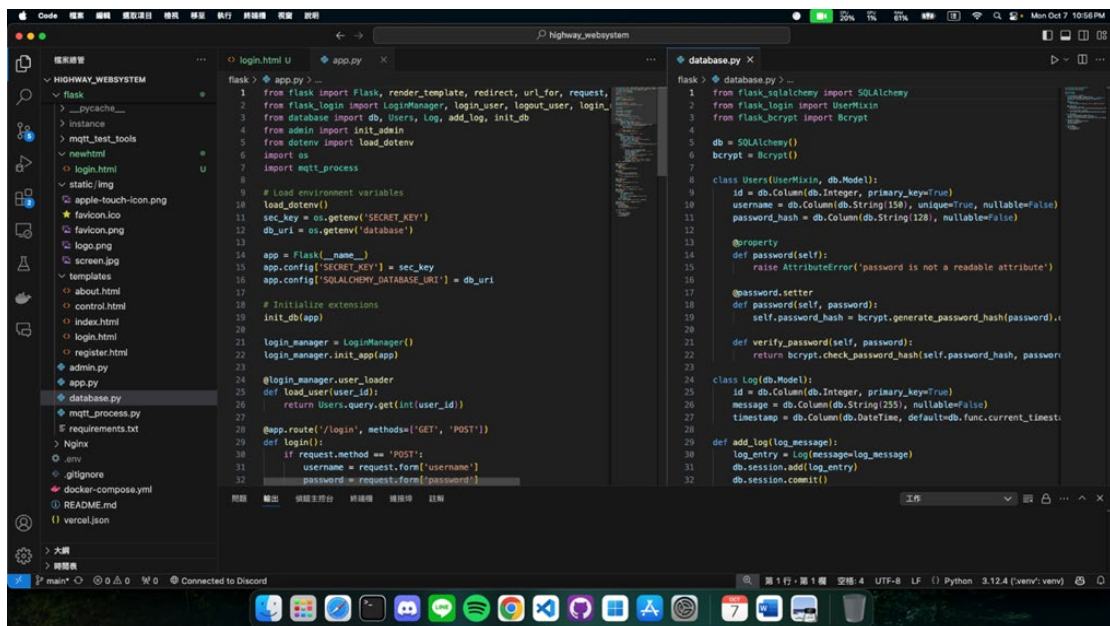 Code 檔案 編輯 選取項目 檢視 移至 執行 終端機 視窗 說明
CPU 20% 1% 61% Mon Oct 7 10:56 PM
highway_websystem
檔案總管
HIGHWAY_WEBSYSTEM
flask
__pycache__
instance
mqtt_test_tools
newhtml
login.html U
static/img
apple-touch-icon.png
favicon.ico
favicon.png
logo.png
screen.jpg
templates
about.html
control.html
index.html
login.html
register.html
admin.py
app.py
database.py
mqtt_process.py
requirements.txt
Nginx
.env
.gitignore
docker-compose.yml
README.md
vercel.json
大綱
時間表
login.html U app.py
flask > app.py > ...
1 from flask import Flask, render_template, redirect, url_for, request,
2 from flask_login import LoginManager, login_user, logout_user, login_
3 from database import db, Users, Log, add_log, init_db
4 from admin import init_admin
5 from dotenv import load_dotenv
6 import os
7 import mqtt_process
8
9 # Load environment variables
10 load_dotenv()
11 sec_key = os.getenv('SECRET_KEY')
12 db_uri = os.getenv('database')
13
14 app = Flask(__name__)
15 app.config['SECRET_KEY'] = sec_key
16 app.config['SQLALCHEMY_DATABASE_URI'] = db_uri
17
18 # Initialize extensions
19 init_db(app)
20
21 login_manager = LoginManager()
22 login_manager.init_app(app)
23
24 @login_manager.user_loader
25 def load_user(user_id):
26 return Users.query.get(int(user_id))
27
28 @app.route('/login', methods=['GET', 'POST'])
29 def login():
30 if request.method == 'POST':
31 username = request.form['username']
32 password = request.form['password']
database.py
flask > database.py > ...
1 from flask_sqlalchemy import SQLAlchemy
2 from flask_login import UserMixin
3 from flask_bcrypt import Bcrypt
4
5 db = SQLAlchemy()
6 bcrypt = Bcrypt()
7
8 class Users(UserMixin, db.Model):
9 id = db.Column(db.Integer, primary_key=True)
10 username = db.Column(db.String(150), unique=True, nullable=False)
11 password_hash = db.Column(db.String(128), nullable=False)
12
13 @property
14 def password(self):
15 raise AttributeError('password is not a readable attribute')
16
17 @password.setter
18 def password(self, password):
19 self.password_hash = bcrypt.generate_password_hash(password).
20
21 def verify_password(self, password):
22 return bcrypt.check_password_hash(self.password_hash, passwor
23
24 class Log(db.Model):
25 id = db.Column(db.Integer, primary_key=True)
26 message = db.Column(db.String(255), nullable=False)
27 timestamp = db.Column(db.DateTime, default=db.func.current_timest
28
29 def add_log(log_message):
30 log_entry = Log(message=log_message)
31 db.session.add(log_entry)
32 db.session.commit()
問題 輸出 偵錯主控台 終端機 連接埠 註解
工作
main* 0 0 0 Connected to Discord
第 1 行，第 1 欄 空格: 4 UTF-8 LF Python 3.12.4 ('.venv': venv)
OCT 7